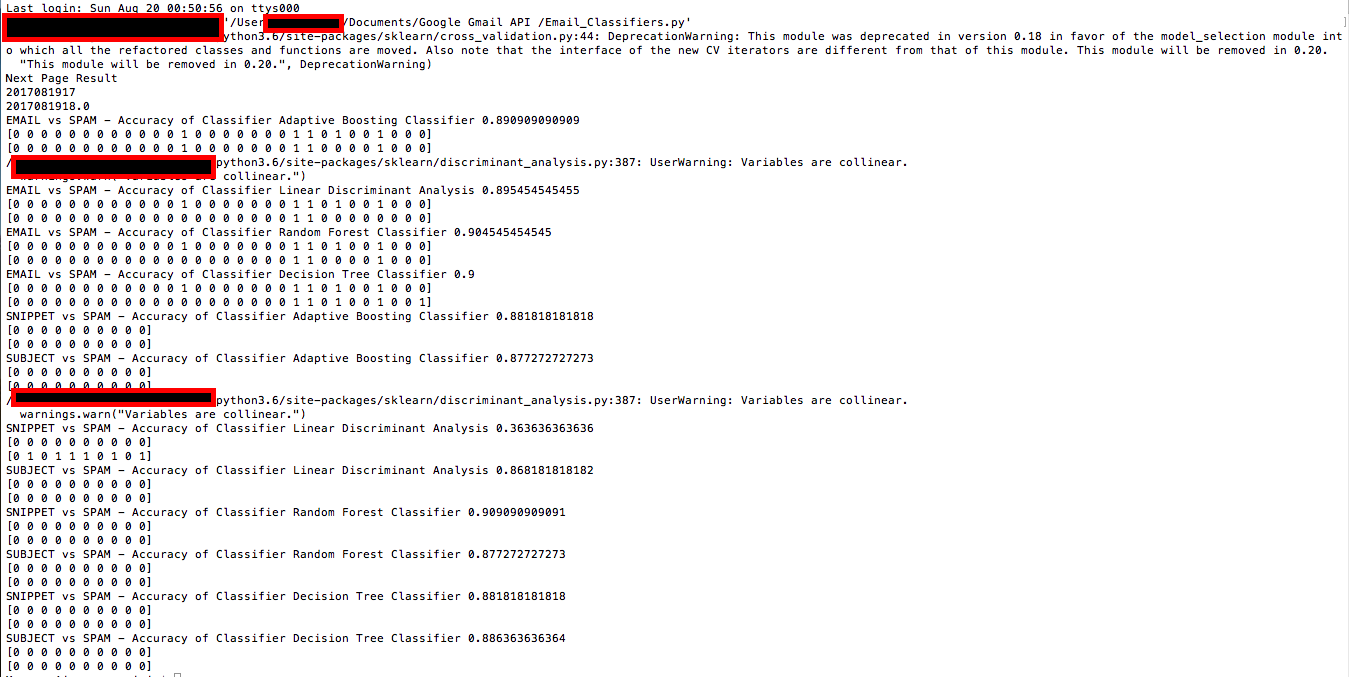 Last login: Sun Aug 20 00:50:56 on ttys000
'/User /Documents/Google Gmail API /Email_Classifiers.py'
ython3.6/site-packages/sklearn/cross_validation.py:44: DeprecationWarning: This module was deprecated in version 0.18 in favor of the model_selection module int
o which all the refactored classes and functions are moved. Also note that the interface of the new CV iterators are different from that of this module. This module will be removed in 0.20.
"This module will be removed in 0.20.", DeprecationWarning)
Next Page Result
2017081917
2017081918.0
EMAIL vs SPAM - Accuracy of Classifier Adaptive Boosting Classifier 0.890909090909
[0 0 0 0 0 0 0 0 0 0 0 0 1 0 0 0 0 0 0 0 1 1 0 1 0 0 1 0 0 0]
[0 0 0 0 0 0 0 0 0 0 0 0 1 0 0 0 0 0 0 0 1 1 0 0 0 0 1 0 0 0]
/ python3.6/site-packages/sklearn/discriminant_analysis.py:387: UserWarning: Variables are collinear.
collinear.")
EMAIL vs SPAM - Accuracy of Classifier Linear Discriminant Analysis 0.895454545455
[0 0 0 0 0 0 0 0 0 0 0 0 1 0 0 0 0 0 0 0 1 1 0 1 0 0 1 0 0 0]
[0 0 0 0 0 0 0 0 0 0 0 0 0 0 0 0 0 0 0 0 1 1 0 0 0 0 0 0 0 0]
EMAIL vs SPAM - Accuracy of Classifier Random Forest Classifier 0.904545454545
[0 0 0 0 0 0 0 0 0 0 0 0 1 0 0 0 0 0 0 0 1 1 0 1 0 0 1 0 0 0]
[0 0 0 0 0 0 0 0 0 0 0 0 0 0 0 0 0 0 0 0 1 1 0 1 0 0 1 0 0 0]
EMAIL vs SPAM - Accuracy of Classifier Decision Tree Classifier 0.9
[0 0 0 0 0 0 0 0 0 0 0 0 1 0 0 0 0 0 0 0 1 1 0 1 0 0 1 0 0 0]
[0 0 0 0 0 0 0 0 0 0 0 0 0 0 0 0 0 0 0 0 1 1 0 1 0 0 1 0 0 1]
SNIPPET vs SPAM - Accuracy of Classifier Adaptive Boosting Classifier 0.881818181818
[0 0 0 0 0 0 0 0 0 0]
[0 0 0 0 0 0 0 0 0 0]
SUBJECT vs SPAM - Accuracy of Classifier Adaptive Boosting Classifier 0.877272727273
[0 0 0 0 0 0 0 0 0 0]
[0 0 0 0 0 0 0 0 0 0]
/ python3.6/site-packages/sklearn/discriminant_analysis.py:387: UserWarning: Variables are collinear.
warnings.warn("Variables are collinear.")
SNIPPET vs SPAM - Accuracy of Classifier Linear Discriminant Analysis 0.363636363636
[0 0 0 0 0 0 0 0 0 0]
[0 1 0 1 1 1 0 1 0 1]
SUBJECT vs SPAM - Accuracy of Classifier Linear Discriminant Analysis 0.868181818182
[0 0 0 0 0 0 0 0 0 0]
[0 0 0 0 0 0 0 0 0 0]
SNIPPET vs SPAM - Accuracy of Classifier Random Forest Classifier 0.909090909091
[0 0 0 0 0 0 0 0 0 0]
[0 0 0 0 0 0 0 0 0 0]
SUBJECT vs SPAM - Accuracy of Classifier Random Forest Classifier 0.877272727273
[0 0 0 0 0 0 0 0 0 0]
[0 0 0 0 0 0 0 0 0 0]
SNIPPET vs SPAM - Accuracy of Classifier Decision Tree Classifier 0.881818181818
[0 0 0 0 0 0 0 0 0 0]
[0 0 0 0 0 0 0 0 0 0]
SUBJECT vs SPAM - Accuracy of Classifier Decision Tree Classifier 0.886363636364
[0 0 0 0 0 0 0 0 0 0]
[0 0 0 0 0 0 0 0 0 0]